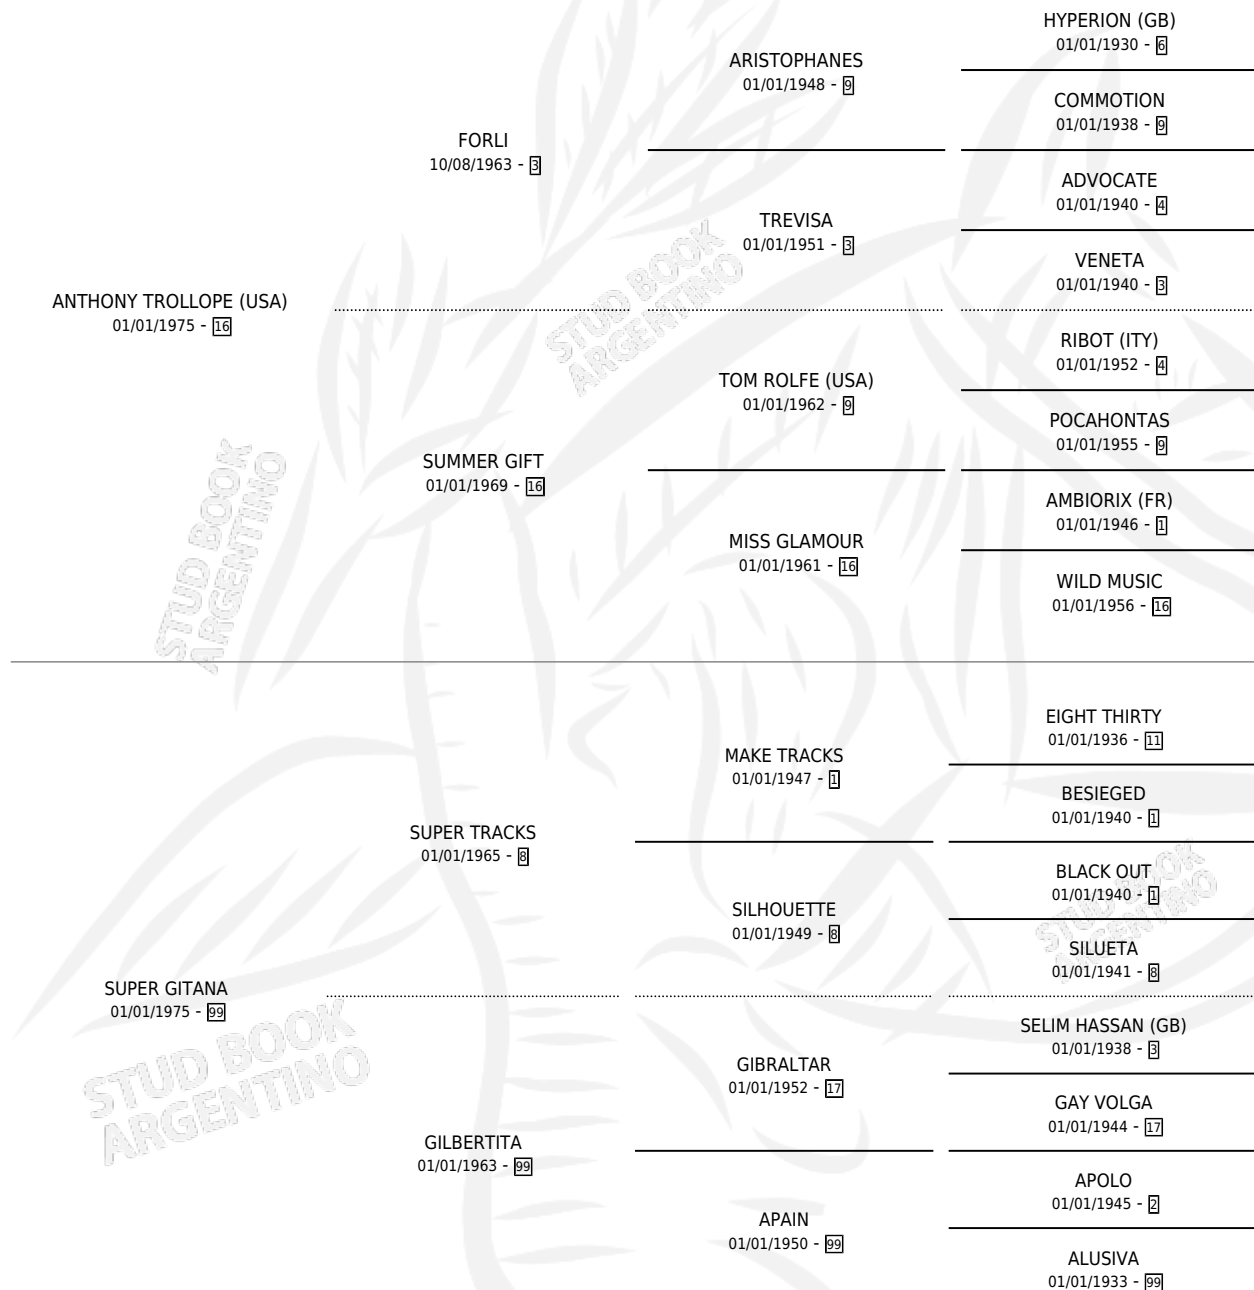 HYPERION (GB)
01/01/1930 - 6
ARISTOPHANES
01/01/1948 - 9
COMMOTION
01/01/1938 - 9
FORLI
10/08/1963 - 3
ADVOCATE
01/01/1940 - 4
TREVISA
01/01/1951 - 3
VENETA
01/01/1940 - 3
ANTHONY TROLLOPE (USA)
01/01/1975 - 16
STUD BOOK
ARGENTINO
RIBOT (ITY)
01/01/1952 - 4
TOM ROLFE (USA)
01/01/1962 - 9
POCAHONTAS
01/01/1955 - 9
SUMMER GIFT
01/01/1969 - 16
AMBIORIX (FR)
01/01/1946 - 1
MISS GLAMOUR
01/01/1961 - 16
WILD MUSIC
01/01/1956 - 16
STUD BOOK
ARGENTINO
EIGHT THIRTY
01/01/1936 - 11
MAKE TRACKS
01/01/1947 - 1
BESIEGED
01/01/1940 - 1
SUPER TRACKS
01/01/1965 - 8
BLACK OUT
01/01/1940 - 1
SILHOUETTE
01/01/1949 - 8
STUD BOOK
ARGENTINO
SILUETA
01/01/1941 - 8
SUPER GITANA
01/01/1975 - 99
SELIM HASSAN (GB)
01/01/1938 - 3
GIBRALTAR
01/01/1952 - 17
GAY VOLGA
01/01/1944 - 17
STUD BOOK
ARGENTINO
GILBERTITA
01/01/1963 - 99
APOLO
01/01/1945 - 2
APAIN
01/01/1950 - 99
ALUSIVA
01/01/1933 - 99